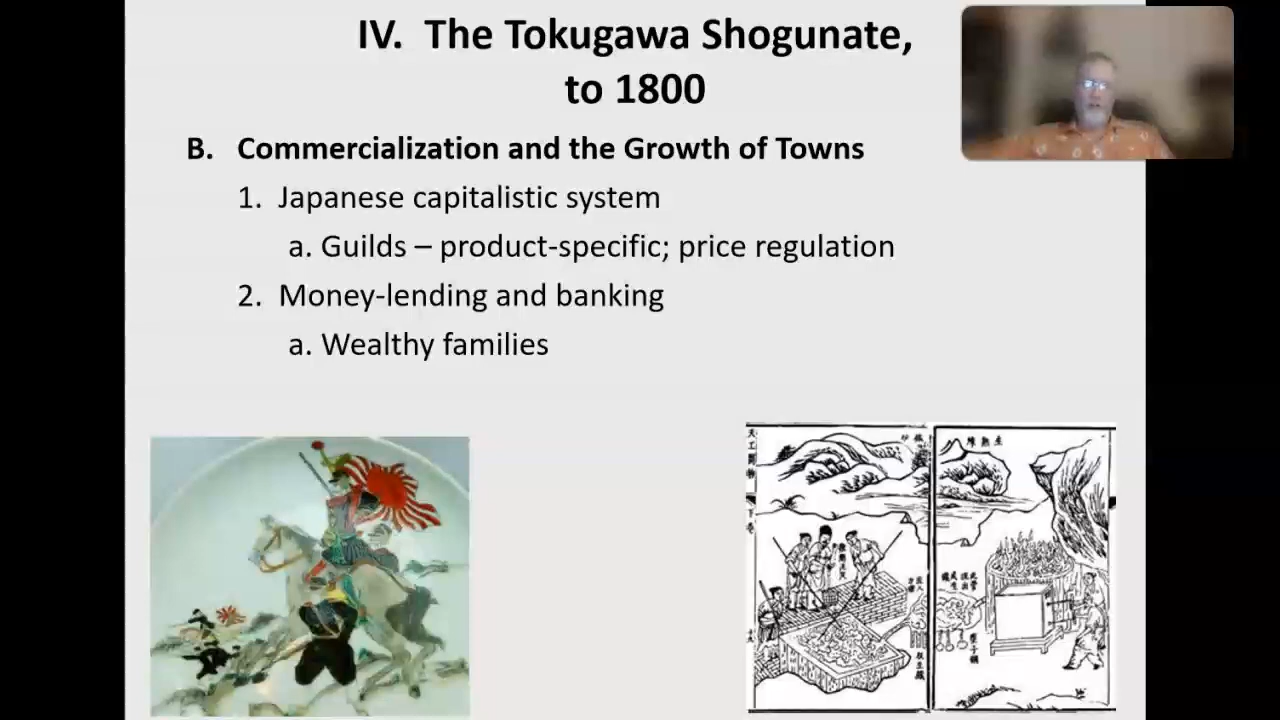 IV. The Tokugawa Shogunate,
to 1800
B. Commercialization and the Growth of Towns
1. Japanese capitalistic system
a. Guilds – product-specific; price regulation
2. Money-lending and banking
a. Wealthy families